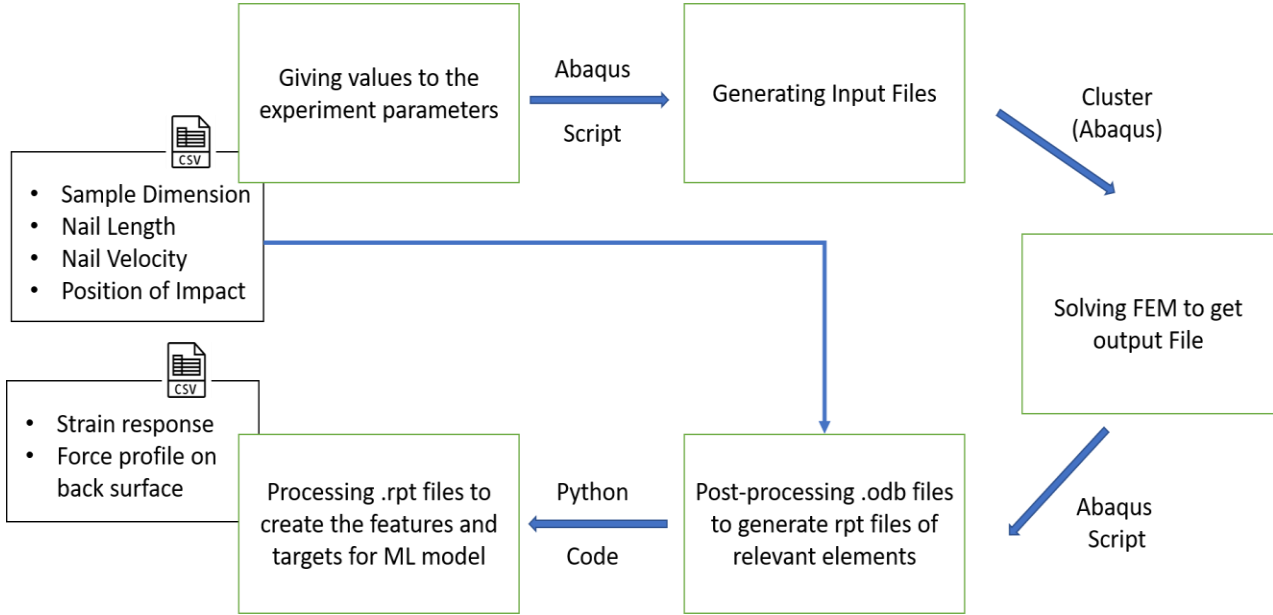 Giving values to the
experiment parameters
Abaqus
Script
Generating Input Files
Cluster
(Abaqus)
CSV
• Sample Dimension
• Nail Length
• Nail Velocity
• Position of Impact
Solving FEM to get
output File
CSV
• Strain response
• Force profile on
back surface
Processing .rpt files to
create the features and
targets for ML model
Python
Code
Post-processing .odb files
to generate rpt files of
relevant elements
Abaqus
Script